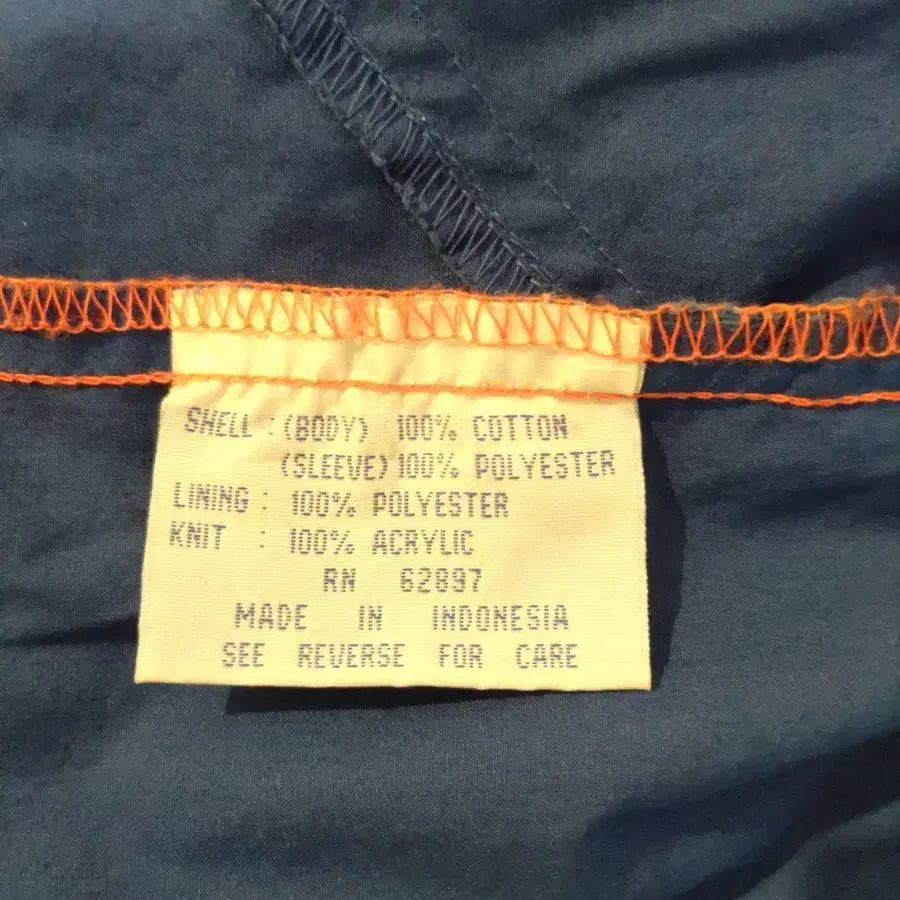 SHELL : (BODY) 100% COTTON
(SLEEVE) 100% POLYESTER
LINING : 100% POLYESTER
KNIT : 100% ACRYLIC
RN 62897
MADE IN INDONESIA
SEE REVERSE FOR CARE